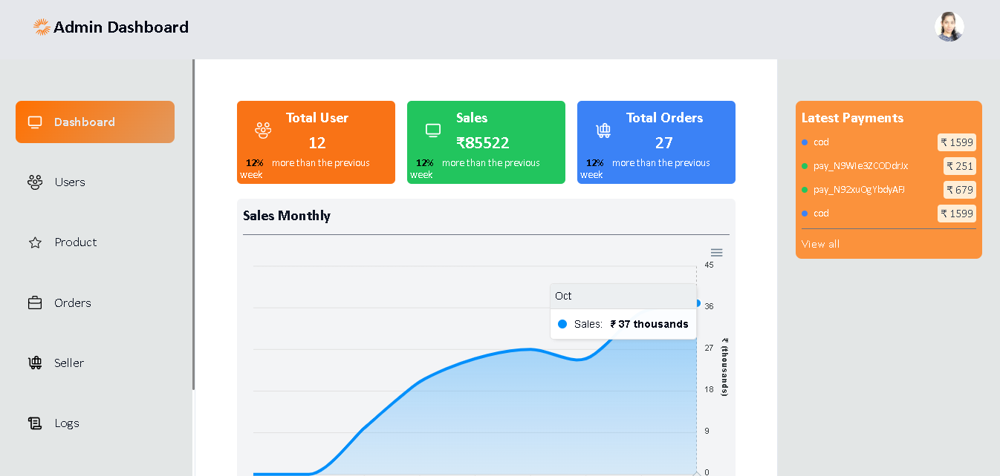 Admin Dashboard
Dashboard
Users
Product
Orders
Seller
Logs
Total User
12
12% more than the previous
week
Sales
₹85522
12% more than the previous
week
Total Orders
27
12% more than the previous
week
Sales Monthly
45
36
27
18
9
0
₹ (thousands)
Oct
Sales: ₹ 37 thousands
Latest Payments
cod ₹ 1599
pay_N9WIe3ZCODdrJx ₹ 251
pay_N92xuOgYbdyAFJ ₹ 679
cod ₹ 1599
View all